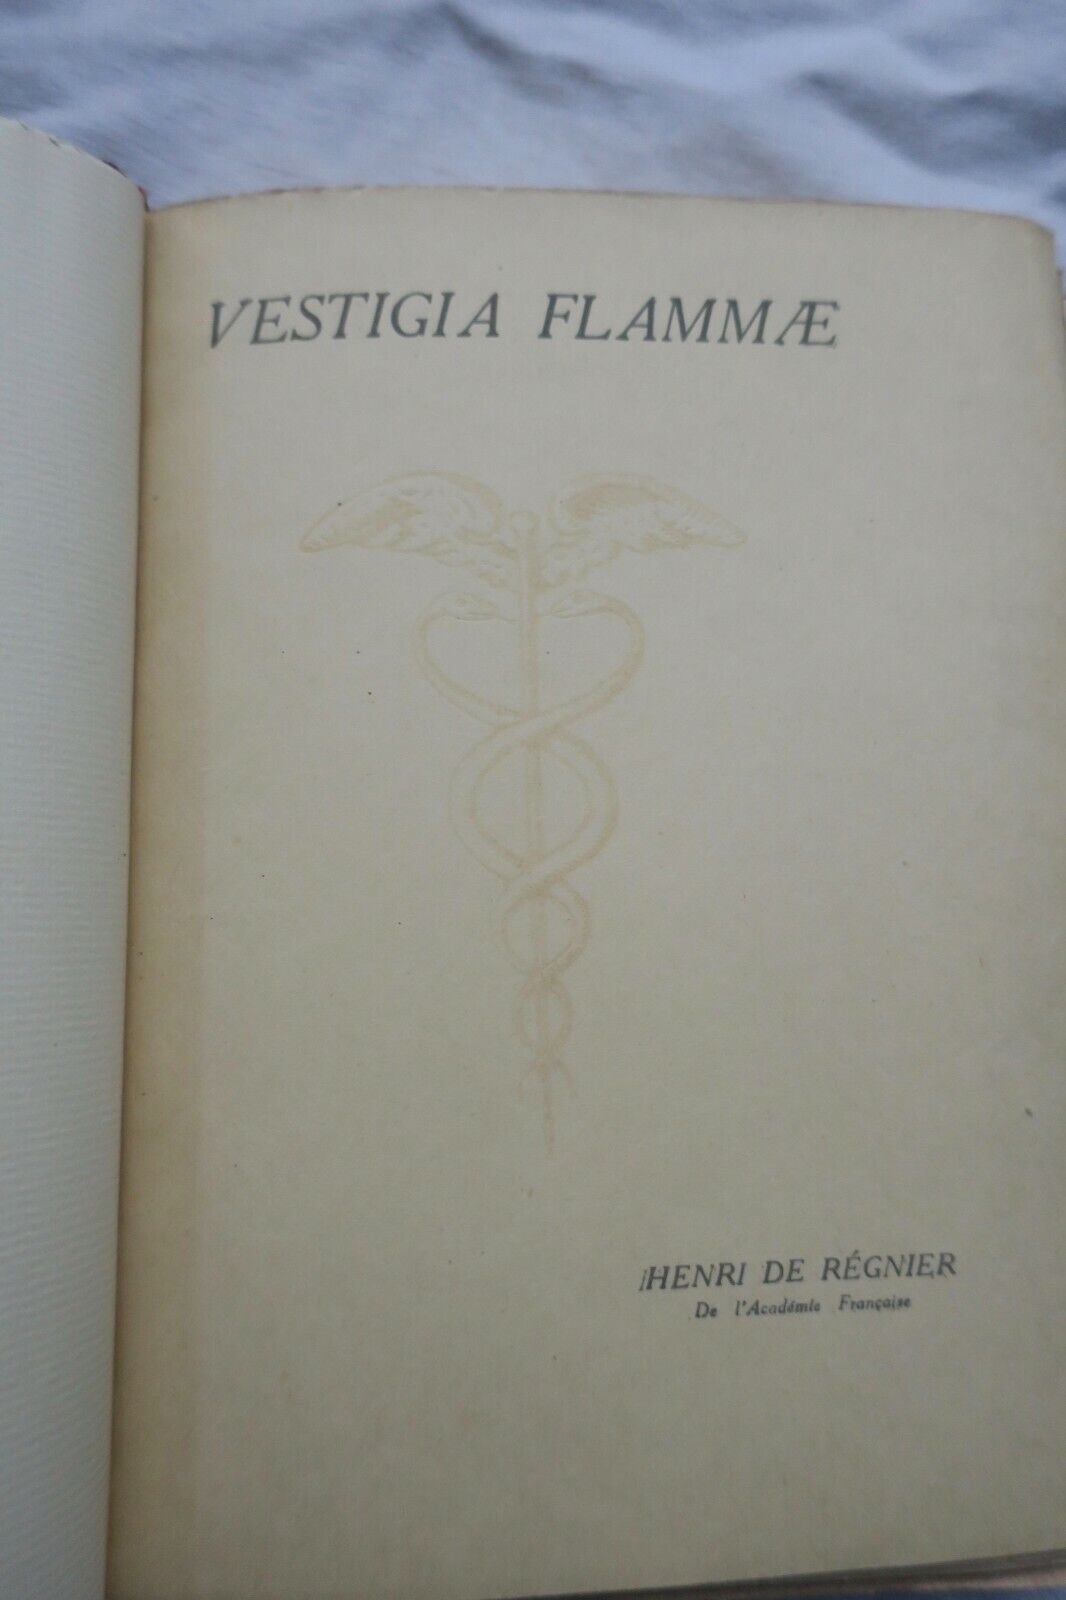 VESTIGIA FLAMMÆ
HENRI DE RÉGNIER
De l'Académie Française